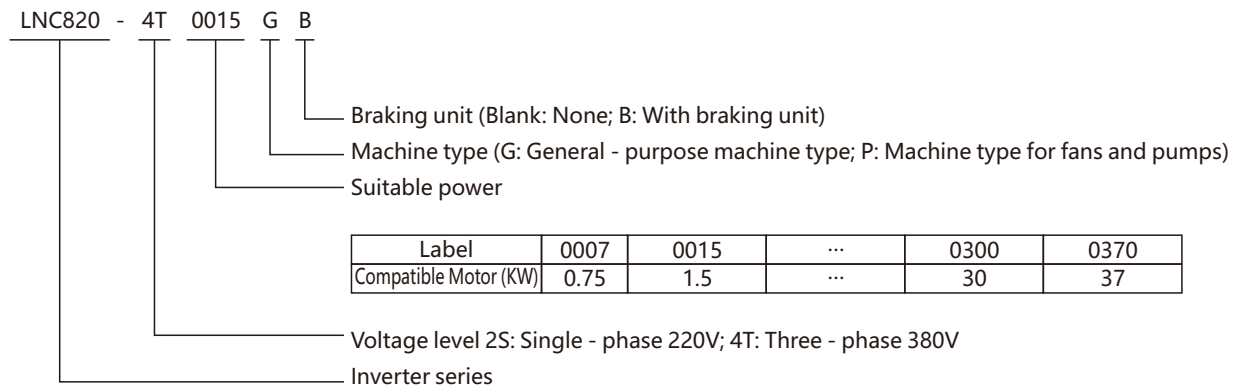 LNC820 - 4T 0015 G B
Braking unit (Blank: None; B: With braking unit)
Machine type (G: General - purpose machine type; P: Machine type for fans and pumps)
Suitable power
Label 0007 0015 ··· 0300 0370
Compatible Motor (KW) 0.75 1.5 ··· 30 37
Voltage level 2S: Single - phase 220V; 4T: Three - phase 380V
Inverter series